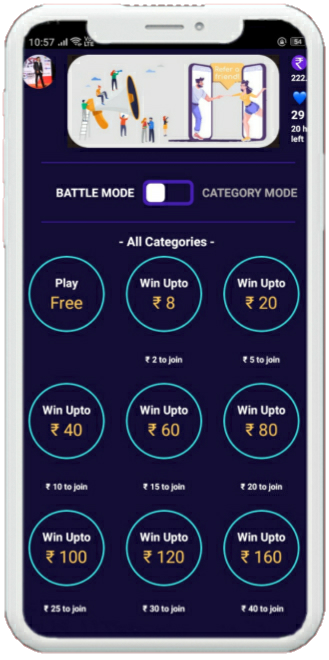 10:57
54
Refer a
friend
₹
222.
29
20 h
left
BATTLE MODE CATEGORY MODE
- All Categories -
Play
Free
Win Upto
₹ 8
₹ 2 to join
Win Upto
₹ 20
₹ 5 to join
Win Upto
₹ 40
₹ 10 to join
Win Upto
₹ 60
₹ 15 to join
Win Upto
₹ 80
₹ 20 to join
Win Upto
₹ 100
₹ 25 to join
Win Upto
₹ 120
₹ 30 to join
Win Upto
₹ 160
₹ 40 to join